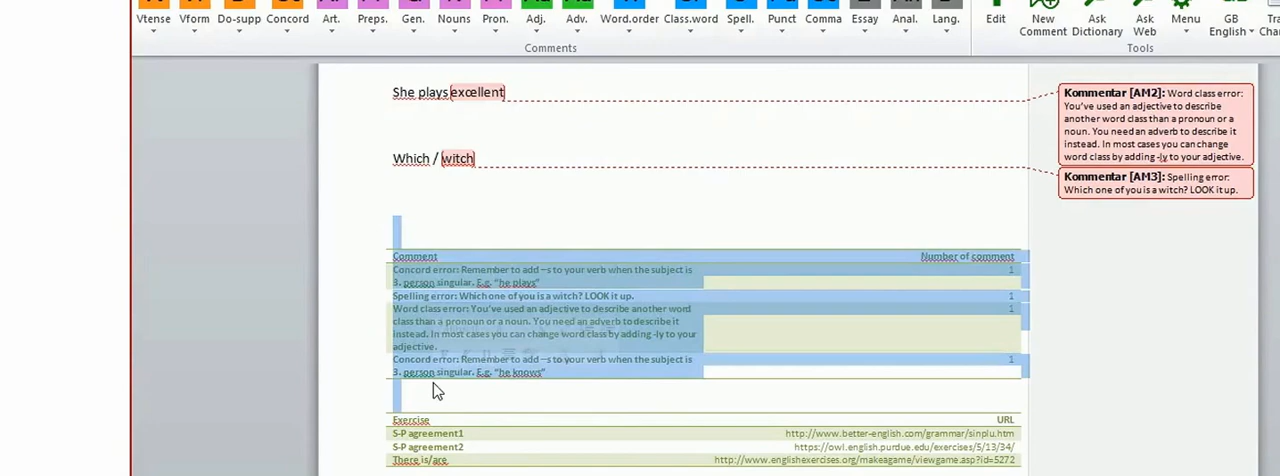 Vtense Vform Do-supp Concord Art. Preps. Gen. Nouns Pron. Adj. Adv. Word.order Class.word Spell. Punct Comma Essay Anal. Lang. Edit New Comment Ask Dictionary Ask Web Menu GB English
Comments Tools
She plays excellent
Kommentar [AM2]: Word class error:
You've used an adjective to describe
another word class than a pronoun or a
noun. You need an adverb to describe it
instead. In most cases you can change
word class by adding -ly to your adjective.
Which / witch
Kommentar [AM3]: Spelling error:
Which one of you is a witch? LOOK it up.
Comment Number of comment
Concord error: Remember to add –s to your verb when the subject is 1
3. person singular. E.g. "he plays"
Spelling error: Which one of you is a witch? LOOK it up. 1
Word class error: You've used an adjective to describe another word 1
class than a pronoun or a noun. You need an adverb to describe it
instead. In most cases you can change word class by adding -ly to your
adjective.
Concord error: Remember to add –s to your verb when the subject is 1
3. person singular. E.g. "he knows"
Exercise URL
S-P agreement1 http://www.better-english.com/grammar/sinplu.htm
S-P agreement2 https://owl.english.purdue.edu/exercises/5/13/34/
There is/are http://www.englishexercises.org/makeagame/viewgame.asp?id=5272